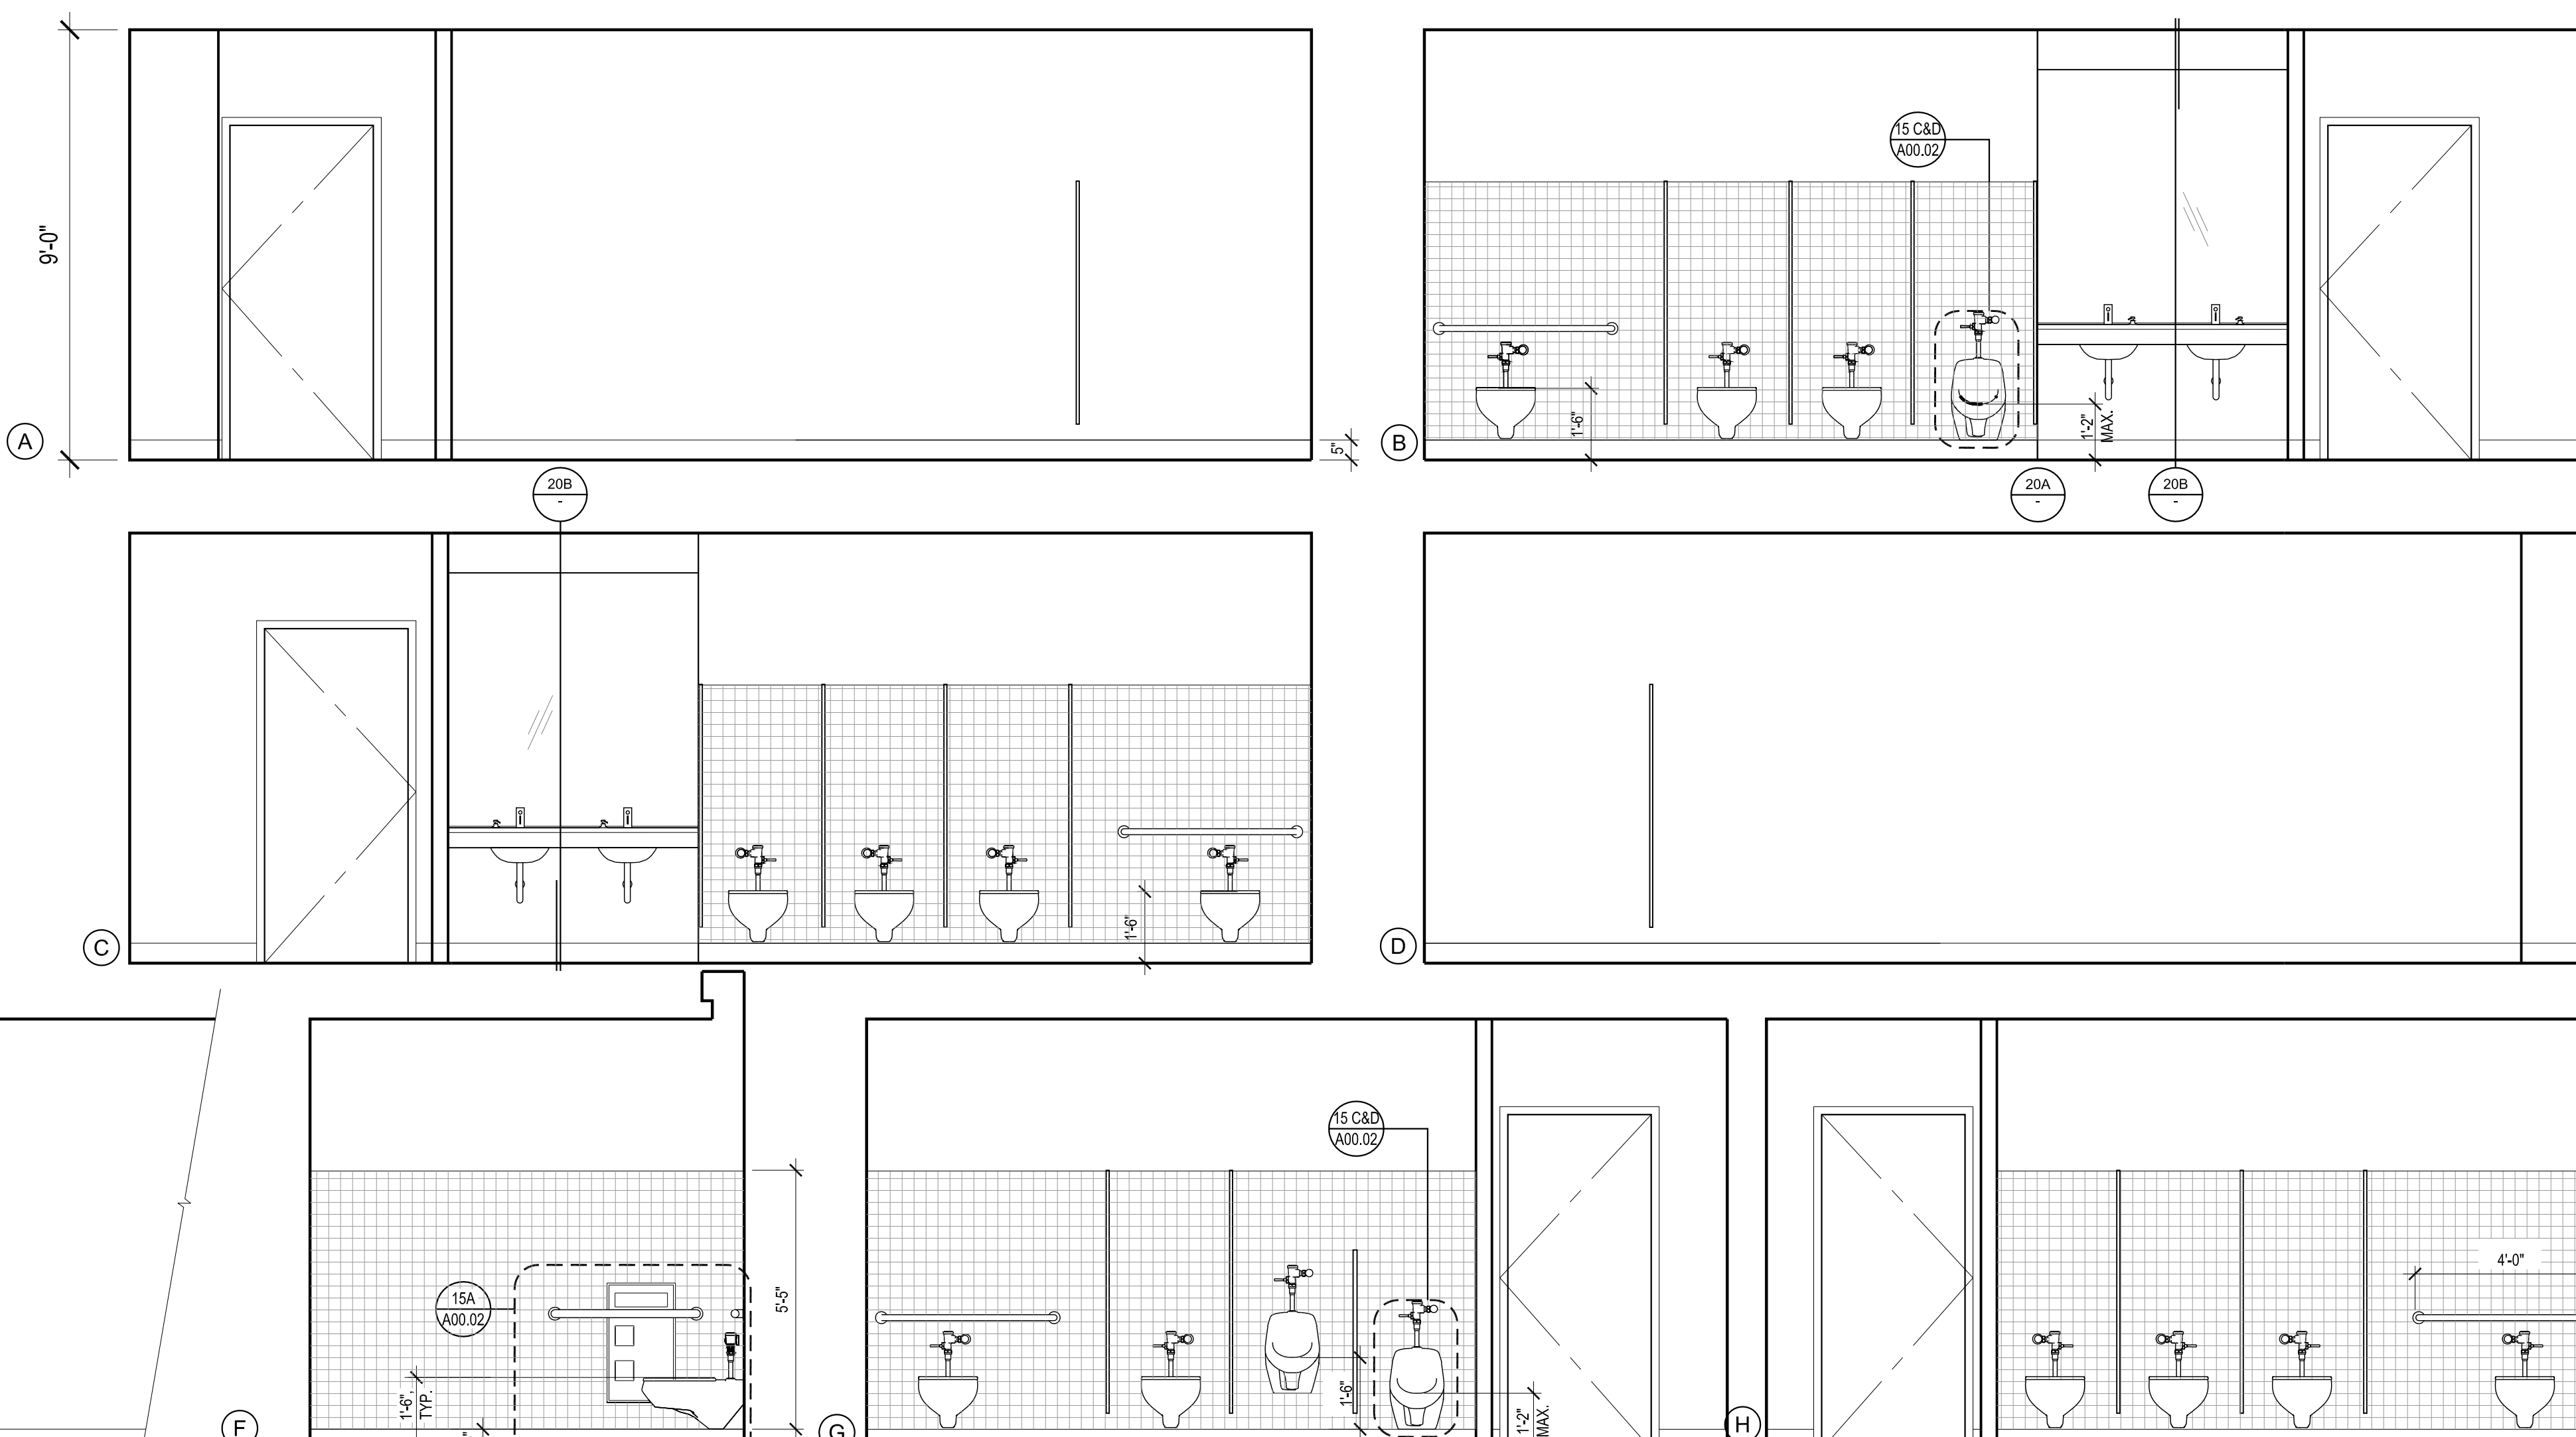 9'-0"
A
5"
15 C&D
A00.02
1'-6"
1'-2"
MAX.
B
20B
-
20A
-
20B
-
C
1'-6"
D
15A
A00.02
5'-5"
1'-6",
TYP.
"
F
15 C&D
A00.02
1'-6"
1'-2"
MAX.
G
4'-0"
H